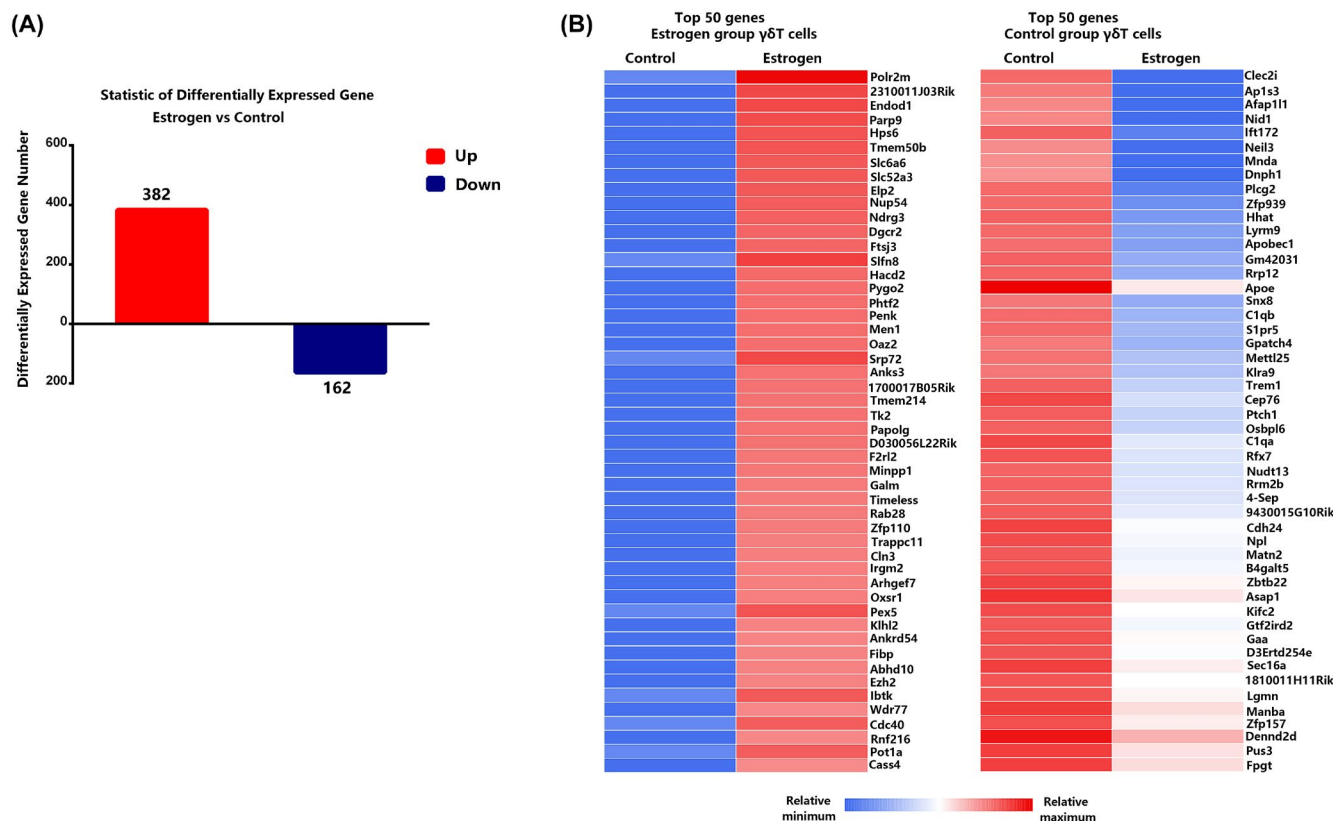 (A)
Statistic of Differentially Expressed Gene
Estrogen vs Control
Differentially Expressed Gene Number
600
400
200
0
200
382
162
Up
Down
(B)
Top 50 genes
Estrogen group γδT cells
Control Estrogen
Polr2m
2310011J03Rik
Endod1
Parp9
Hps6
Tmem50b
Slc6a6
Slc52a3
Elp2
Nup54
Ndrg3
Dgcr2
Ftsj3
Slfn8
Hacd2
Pygo2
Phtf2
Penk
Men1
Oaz2
Srp72
Anks3
1700017B05Rik
Tmem214
Tk2
Papolg
D030056L22Rik
F2rl2
Minpp1
Galm
Timeless
Rab28
Zfp110
Trappc11
Cln3
Irgm2
Arhgef7
Oxsr1
Pex5
Klhl2
Ankrd54
Fibp
Abhd10
Ezh2
Ibtk
Wdr77
Cdc40
Rnf216
Pot1a
Cass4
Top 50 genes
Control group γδT cells
Control Estrogen
Clec2i
Ap1s3
Afap1l1
Nid1
Ift172
Neil3
Mnda
Dnph1
Plcg2
Zfp939
Hhat
Lyrm9
Apobec1
Gm42031
Rrp12
Apoe
Snx8
C1qb
S1pr5
Gpatch4
Mettl25
Klra9
Trem1
Cep76
Ptch1
Osbpl6
C1qa
Rfx7
Nudt13
Rrm2b
4-Sep
9430015G10Rik
Cdh24
Npl
Matn2
B4galt5
Zbtb22
Asap1
Kifc2
Gtf2ird2
Gaa
D3Ertd254e
Sec16a
1810011H11Rik
Lgmn
Manba
Zfp157
Dennd2d
Pus3
Fpgt
Relative
minimum
Relative
maximum